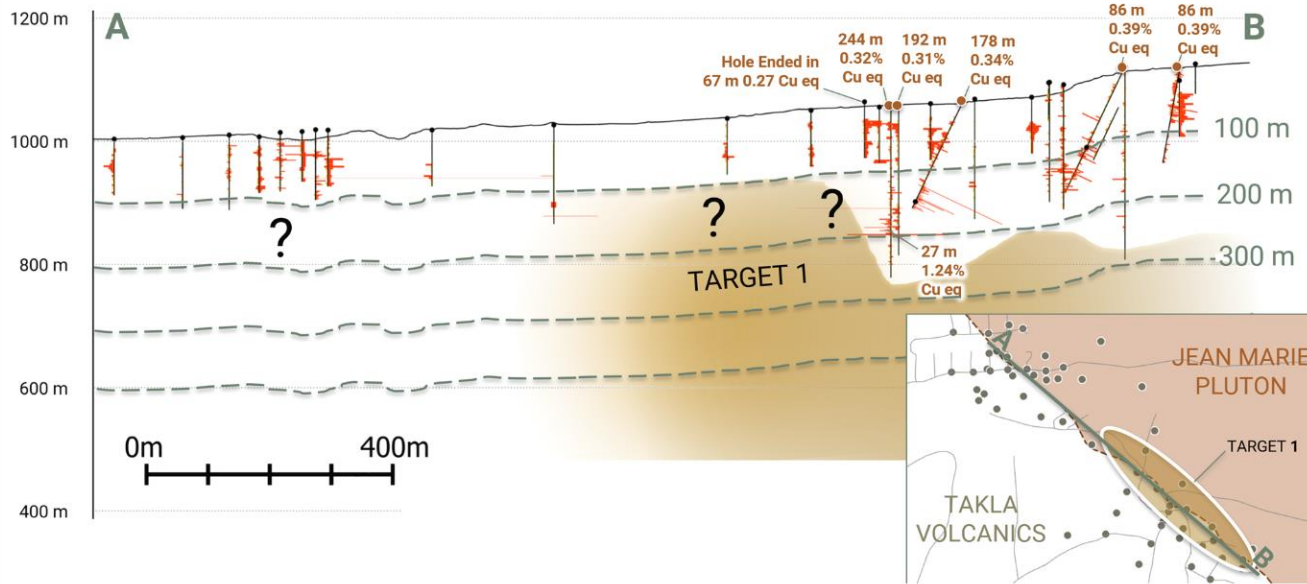 1200 m
1000 m
800 m
600 m
400 m
A
B
Hole Ended in
67 m 0.27 Cu eq
244 m
0.32%
Cu eq
192 m
0.31%
Cu eq
178 m
0.34%
Cu eq
86 m
0.39%
Cu eq
86 m
0.39%
Cu eq
100 m
200 m
300 m
?
?
?
TARGET 1
27 m
1.24%
Cu eq
0m
400m
A
JEAN MARIE
PLUTON
TARGET 1
TAKLA
VOLCANICS
B